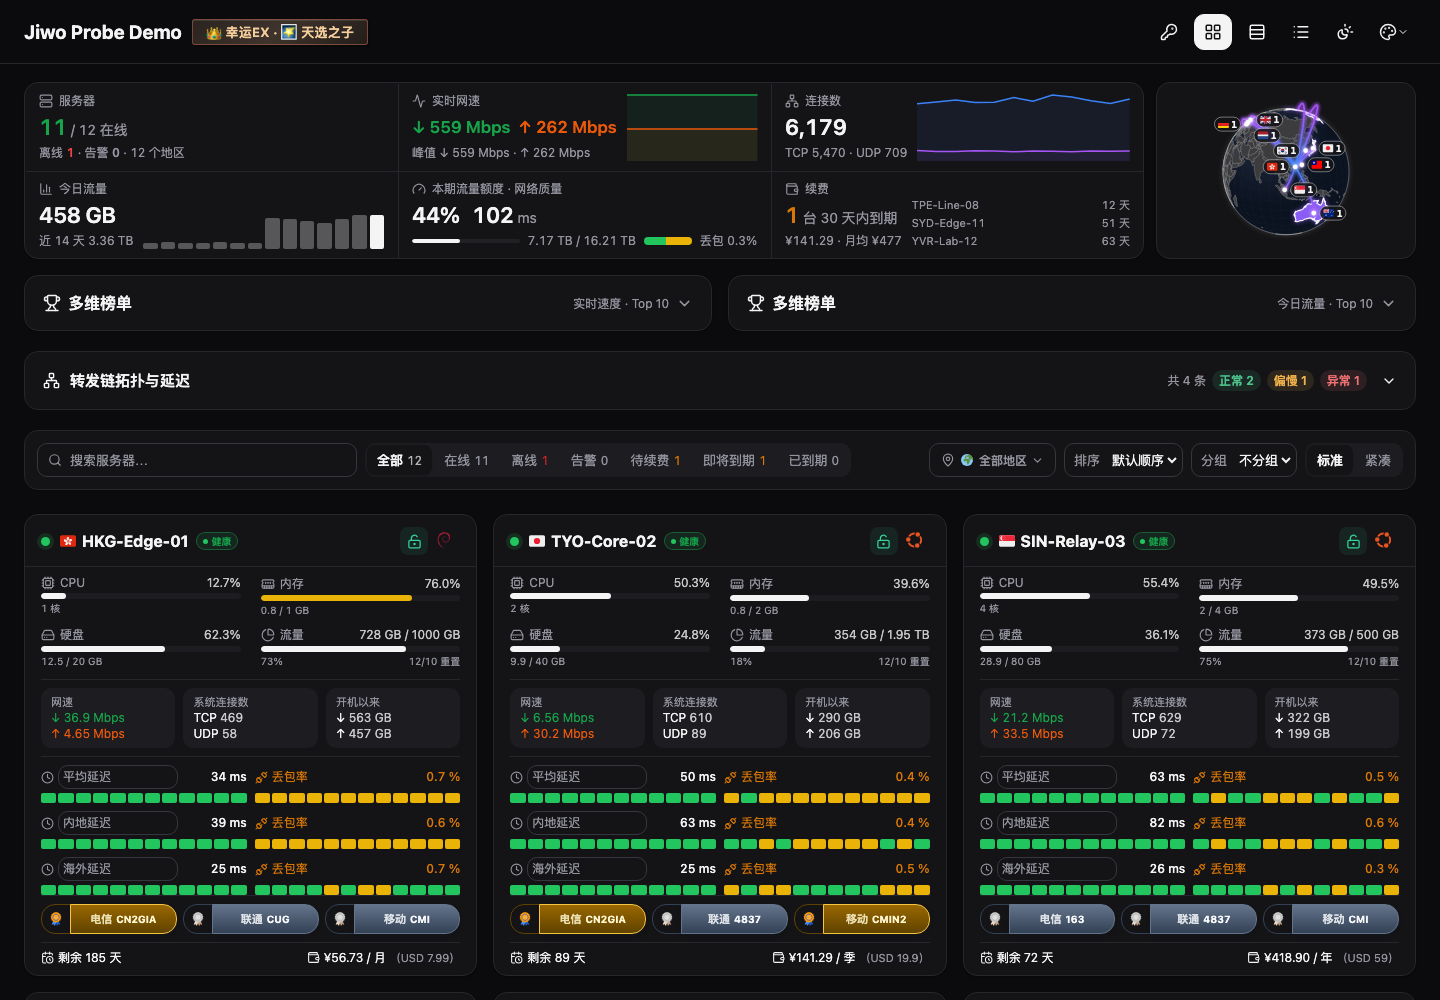 Jiwo Probe Demo
幸运EX · 天选之子
服务器
11 / 12 在线
离线 1 · 告警 0 · 12 个地区
实时网速
↓ 559 Mbps ↑ 262 Mbps
峰值 ↓ 559 Mbps · ↑ 262 Mbps
连接数
6,179
TCP 5,470 · UDP 709
今日流量
458 GB
近 14 天 3.36 TB
本期流量额度 · 网络质量
44% 102 ms
7.17 TB / 16.21 TB 丢包 0.3%
续费
1 台 30 天内到期
¥141.29 · 月均 ¥477
TPE-Line-08 12 天
SYD-Edge-11 51 天
YVR-Lab-12 63 天
1
1
1
1
1
1
1
1
1
多维榜单 实时速度 · Top 10
多维榜单 今日流量 · Top 10
转发链拓扑与延迟 共 4 条 正常 2 偏慢 1 异常 1
搜索服务器... 全部 12 在线 11 离线 1 告警 0 待续费 1 即将到期 1 已到期 0 全部地区 排序 默认顺序 分组 不分组 标准 紧凑
HKG-Edge-01 健康
CPU 12.7% 内存 76.0%
1 核 0.8 / 1 GB
硬盘 62.3% 流量 728 GB / 1000 GB
12.5 / 20 GB 73% 12/10 重置
网速 系统连接数 开机以来
↓ 36.9 Mbps TCP 469 ↓ 563 GB
↑ 4.65 Mbps UDP 58 ↑ 457 GB
平均延迟 34 ms 丢包率 0.7 %
内地延迟 39 ms 丢包率 0.6 %
海外延迟 25 ms 丢包率 0.7 %
电信 CN2GIA 联通 CUG 移动 CMI
剩余 185 天 ¥56.73 / 月 (USD 7.99)
TYO-Core-02 健康
CPU 50.3% 内存 39.6%
2 核 0.8 / 2 GB
硬盘 24.8% 流量 354 GB / 1.95 TB
9.9 / 40 GB 18% 12/10 重置
网速 系统连接数 开机以来
↓ 6.56 Mbps TCP 610 ↓ 290 GB
↑ 30.2 Mbps UDP 89 ↑ 206 GB
平均延迟 50 ms 丢包率 0.4 %
内地延迟 63 ms 丢包率 0.4 %
海外延迟 25 ms 丢包率 0.5 %
电信 CN2GIA 联通 4837 移动 CMIN2
剩余 89 天 ¥141.29 / 季 (USD 19.9)
SIN-Relay-03 健康
CPU 55.4% 内存 49.5%
4 核 2 / 4 GB
硬盘 36.1% 流量 373 GB / 500 GB
28.9 / 80 GB 75% 12/10 重置
网速 系统连接数 开机以来
↓ 21.2 Mbps TCP 629 ↓ 322 GB
↑ 33.5 Mbps UDP 72 ↑ 199 GB
平均延迟 63 ms 丢包率 0.5 %
内地延迟 82 ms 丢包率 0.6 %
海外延迟 26 ms 丢包率 0.3 %
电信 163 联通 4837 移动 CMI
剩余 72 天 ¥418.90 / 年 (USD 59)